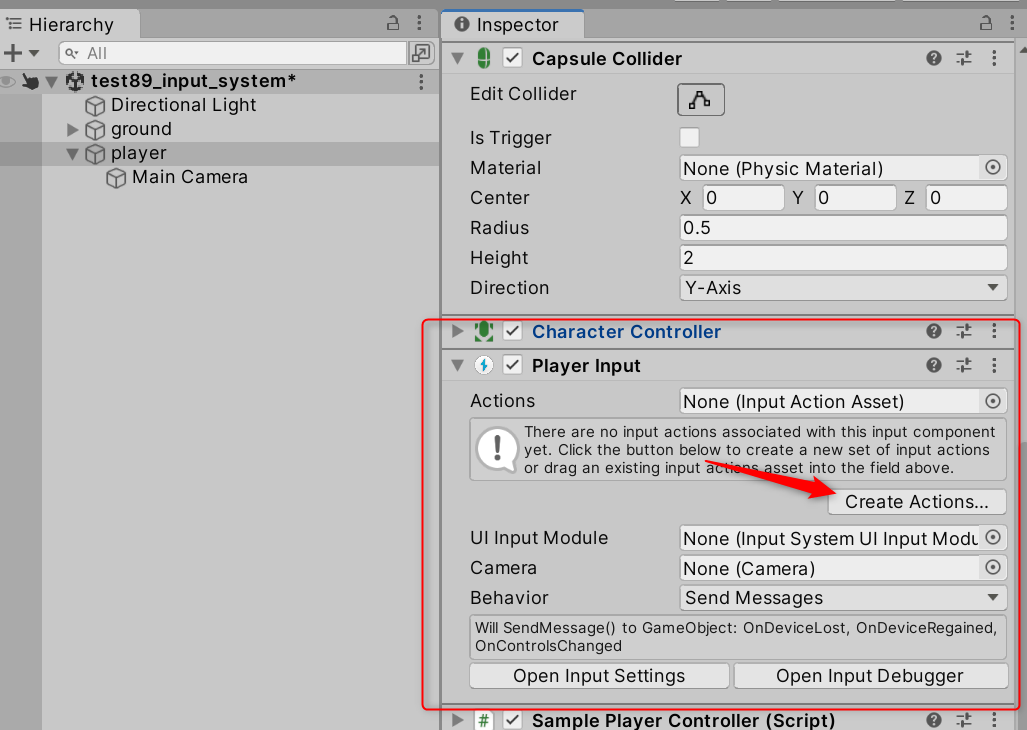 Hierarchy
All
test89_input_system*
Directional Light
ground
player
Main Camera
Inspector
Capsule Collider
Edit Collider
Is Trigger
Material None (Physic Material)
Center X 0 Y 0 Z 0
Radius 0.5
Height 2
Direction Y-Axis
Character Controller
Player Input
Actions None (Input Action Asset)
There are no input actions associated with this input component
yet. Click the button below to create a new set of input actions
or drag an existing input actions asset into the field above.
Create Actions...
UI Input Module None (Input System UI Input Modu
Camera None (Camera)
Behavior Send Messages
Will SendMessage() to GameObject: OnDeviceLost, OnDeviceRegained,
OnControlsChanged
Open Input Settings Open Input Debugger
# Sample Player Controller (Script)